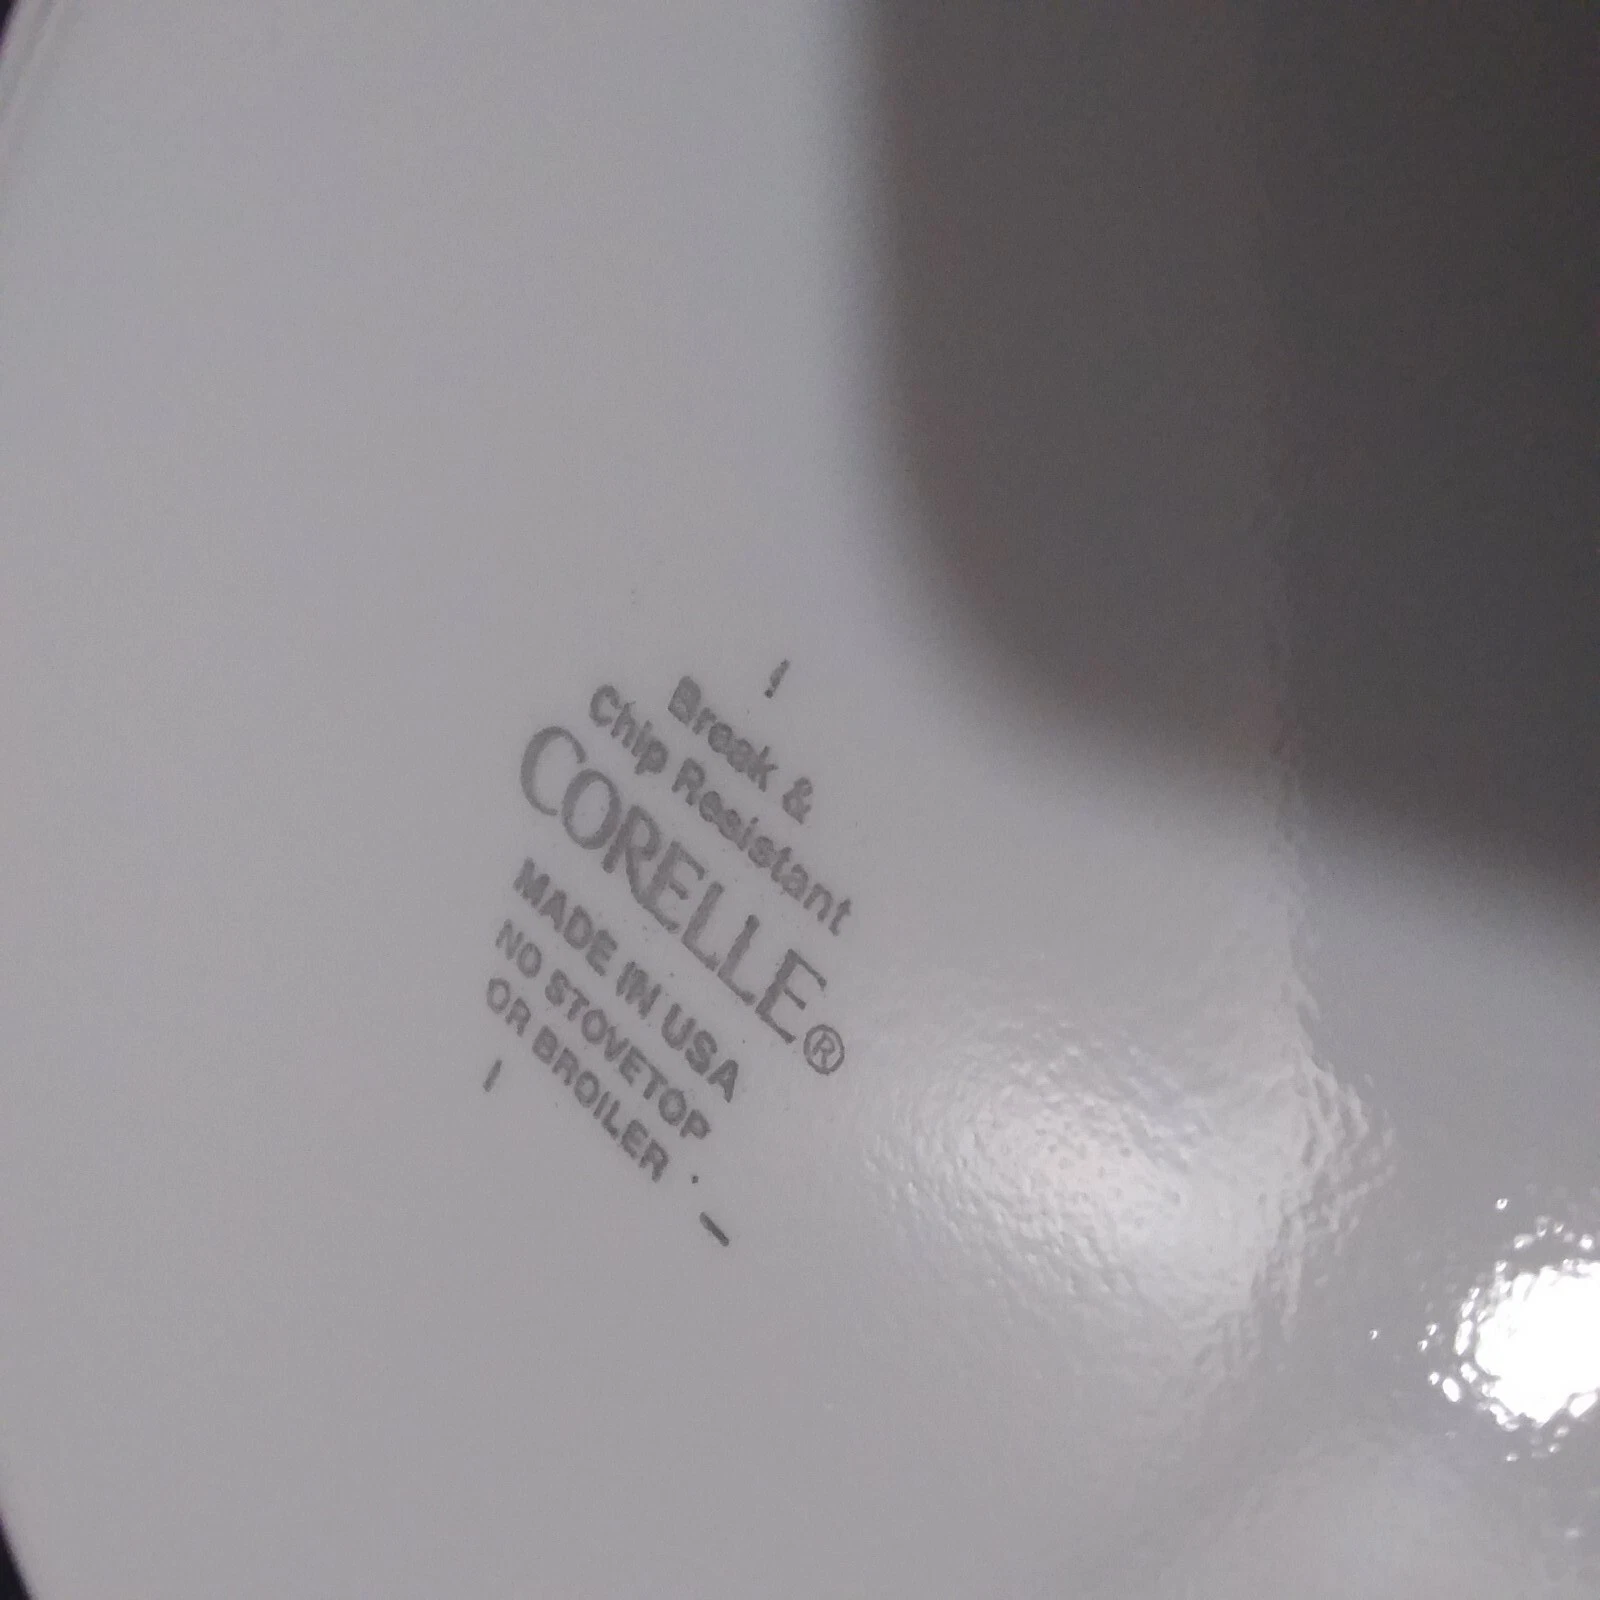 Break &
Chip Resistant
CORELLE®
MADE IN USA
NO STOVETOP
OR BROILER